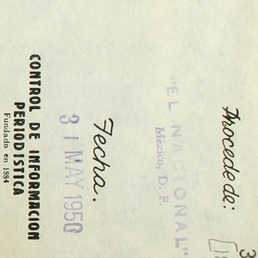 Procede de:
"EL NACIONAL"
México, D. F.
Fecha.
31 MAY 1950
CONTROL DE INFORMACION
PERIODISTICA
Fundado en 1884